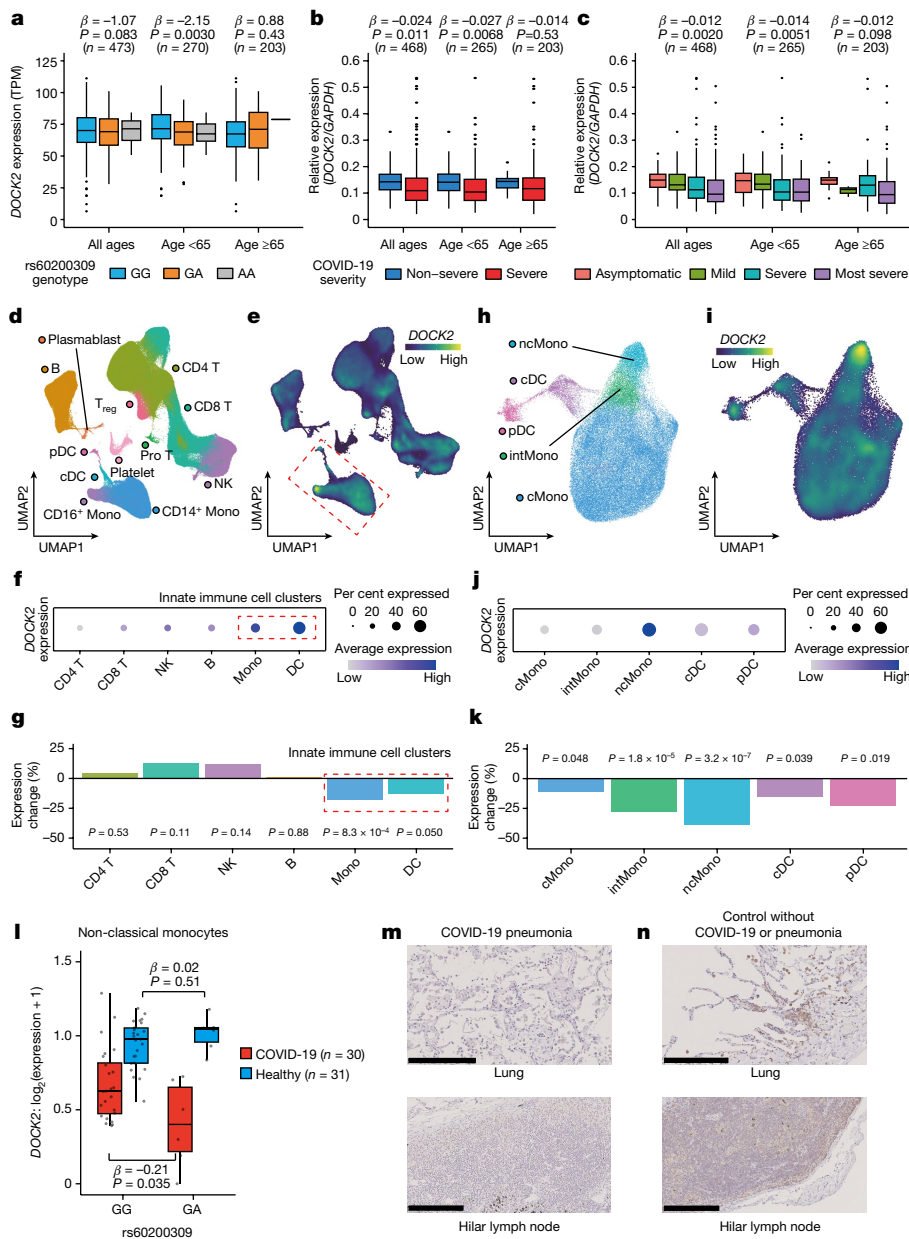 a
β = −1.07
P = 0.083
(n = 473)
β = −2.15
P = 0.0030
(n = 270)
β = 0.88
P = 0.43
(n = 203)
DOCK2 expression (TPM)
125
100
75
50
25
0
All ages
Age <65
Age ≥65
rs60200309
genotype
GG
GA
AA
b
β = −0.024
P = 0.011
(n = 468)
β = −0.027
P = 0.0068
(n = 265)
β = −0.014
P = 0.53
(n = 203)
Relative expression
(DOCK2/GAPDH)
0.6
0.4
0.2
0.1
0
All ages
Age <65
Age ≥65
COVID-19
severity
Non−severe
Severe
c
β = −0.012
P = 0.0020
(n = 468)
β = −0.014
P = 0.0051
(n = 265)
β = −0.012
P = 0.098
(n = 203)
Relative expression
(DOCK2/GAPDH)
0.6
0.4
0.2
0.1
0
All ages
Age <65
Age ≥65
Asymptomatic
Mild
Severe
Most severe
d
Plasmablast
B
CD4 T
Treg
CD8 T
pDC
Pro T
cDC
Platelet
NK
CD16+ Mono
CD14+ Mono
UMAP2
UMAP1
e
DOCK2
Low
High
UMAP2
UMAP1
h
ncMono
cDC
pDC
intMono
cMono
UMAP2
UMAP1
i
DOCK2
Low
High
UMAP2
UMAP1
f
Innate immune cell clusters
DOCK2
expression
CD4 T
CD8 T
NK
B
Mono
DC
Per cent expressed
0 20 40 60
Average expression
Low
High
j
DOCK2
expression
cMono
intMono
ncMono
cDC
pDC
Per cent expressed
0 20 40 60
Average expression
Low
High
g
Innate immune cell clusters
Expression
change (%)
25
0
−25
−50
P = 0.53
P = 0.11
P = 0.14
P = 0.88
P = 8.3 × 10−4
P = 0.050
CD4 T
CD8 T
NK
B
Mono
DC
k
Expression
change (%)
25
0
−25
−50
P = 0.048
P = 1.8 × 10−5
P = 3.2 × 10−7
P = 0.039
P = 0.019
cMono
intMono
ncMono
cDC
pDC
l
Non-classical monocytes
β = 0.02
P = 0.51
DOCK2: log2(expression + 1)
1.5
1.0
0.5
0
β = −0.21
P = 0.035
GG
GA
rs60200309
COVID-19 (n = 30)
Healthy (n = 31)
m
COVID-19 pneumonia
Lung
Hilar lymph node
n
Control without
COVID-19 or pneumonia
Lung
Hilar lymph node